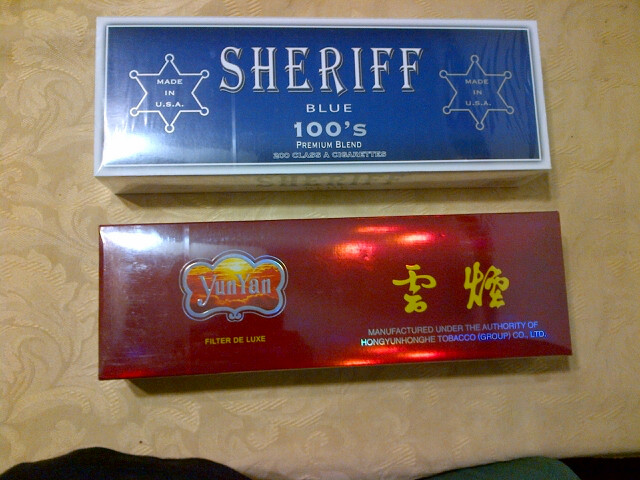 SHERIFF
MADE
IN
U.S.A.
BLUE
100's
PREMIUM BLEND
200 CLASS A CIGARETTES
MADE
IN
U.S.A.
SHERIFF
YunYan
FILTER DE LUXE
雲煙
MANUFACTURED UNDER THE AUTHORITY OF
HONGYUNHONGHE TOBACCO (GROUP) CO., LTD